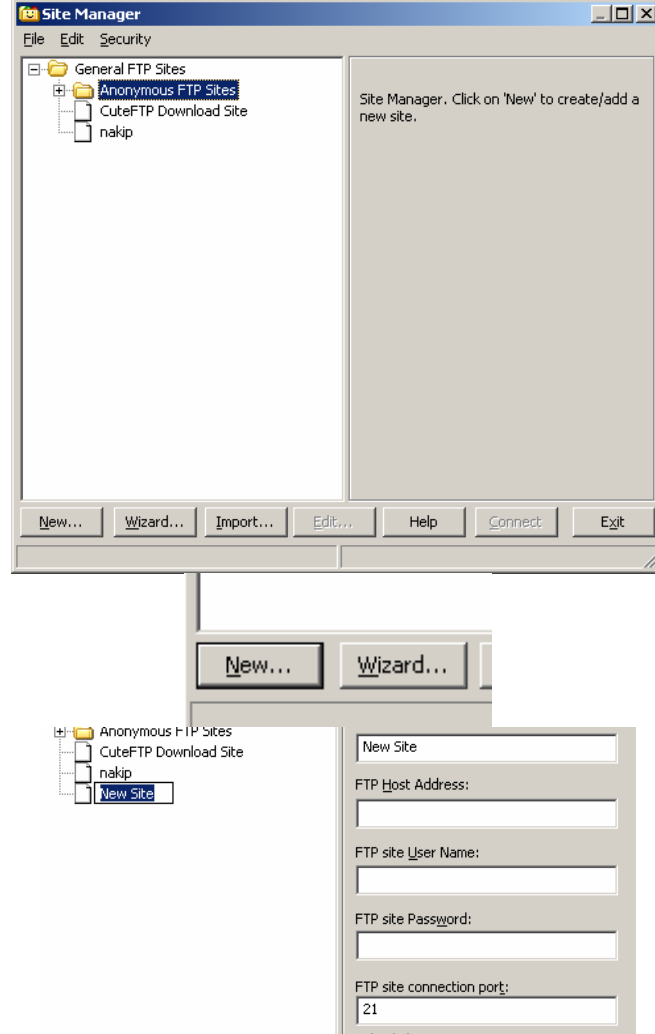 Site Manager
File Edit Security
General FTP Sites
Anonymous FTP Sites
CuteFTP Download Site
nakip
Site Manager. Click on 'New' to create/add a
new site.
New... Wizard... Import... Edit... Help Connect Exit
New... Wizard...
Anonymous FTP Sites
CuteFTP Download Site
nakip
New Site
New Site
FTP Host Address:
FTP site User Name:
FTP site Password:
FTP site connection port:
21